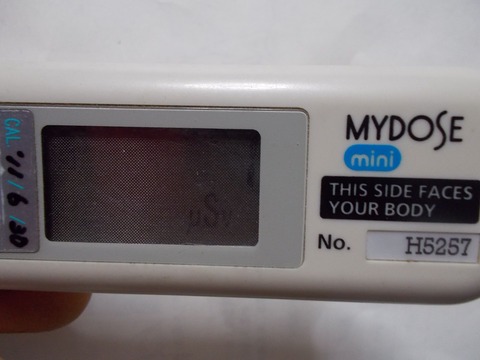 MYDOSE
mini
THIS SIDE FACES
YOUR BODY
No. H5257
µSv
CAL
'11/6/30